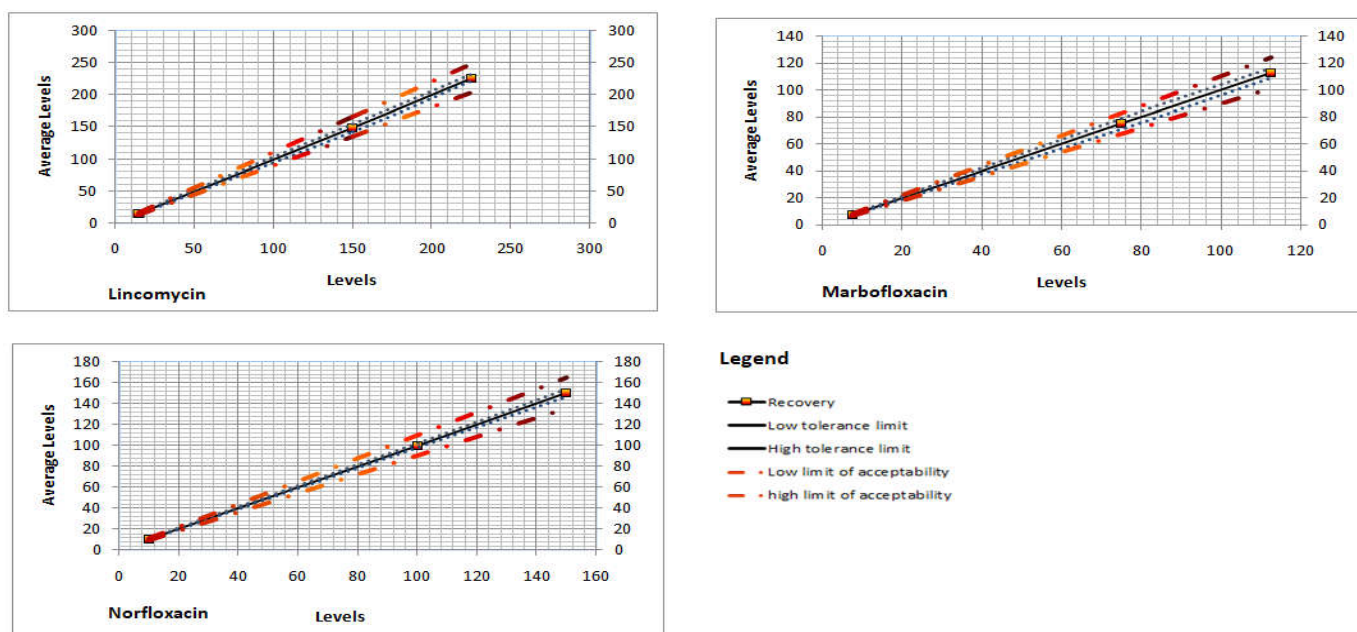 300 300
250 250
200 200
150 150
100 100
50 50
0 0
0 50 100 150 200 250 300
Average Levels
Levels
Lincomycin
140 140
120 120
100 100
80 80
60 60
40 40
20 20
0 0
0 20 40 60 80 100 120
Average Levels
Levels
Marbofloxacin
180 180
160 160
140 140
120 120
100 100
80 80
60 60
40 40
20 20
0 0
0 20 40 60 80 100 120 140 160
Average Levels
Levels
Norfloxacin
Legend
Recovery
Low tolerance limit
High tolerance limit
Low limit of acceptability
high limit of acceptability